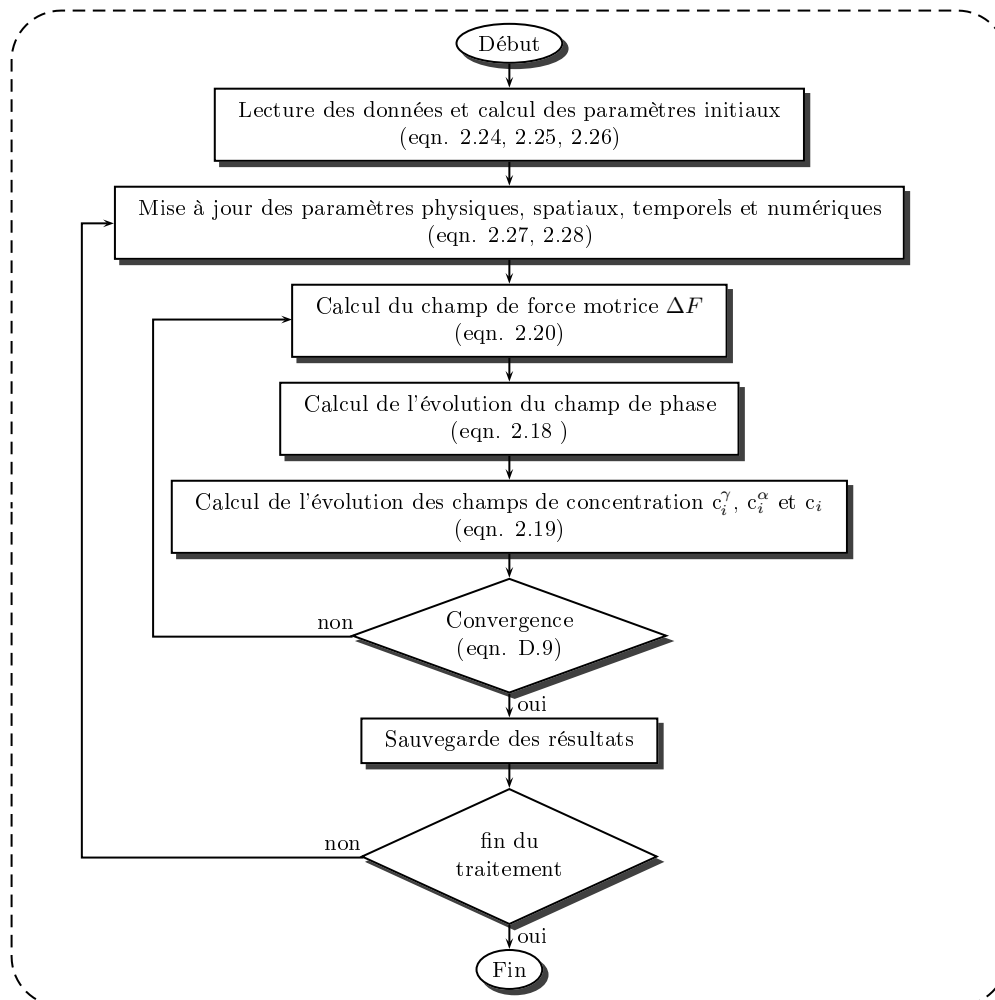 Début
Lecture des données et calcul des paramètres initiaux
(eqn. 2.24, 2.25, 2.26)
Mise à jour des paramètres physiques, spatiaux, temporels et numériques
(eqn. 2.27, 2.28)
Calcul du champ de force motrice ΔF
(eqn. 2.20)
Calcul de l'évolution du champ de phase
(eqn. 2.18 )
Calcul de l'évolution des champs de concentration c_i^γ, c_i^α et c_i
(eqn. 2.19)
non
Convergence
(eqn. D.9)
oui
Sauvegarde des résultats
non
fin du
traitement
oui
Fin